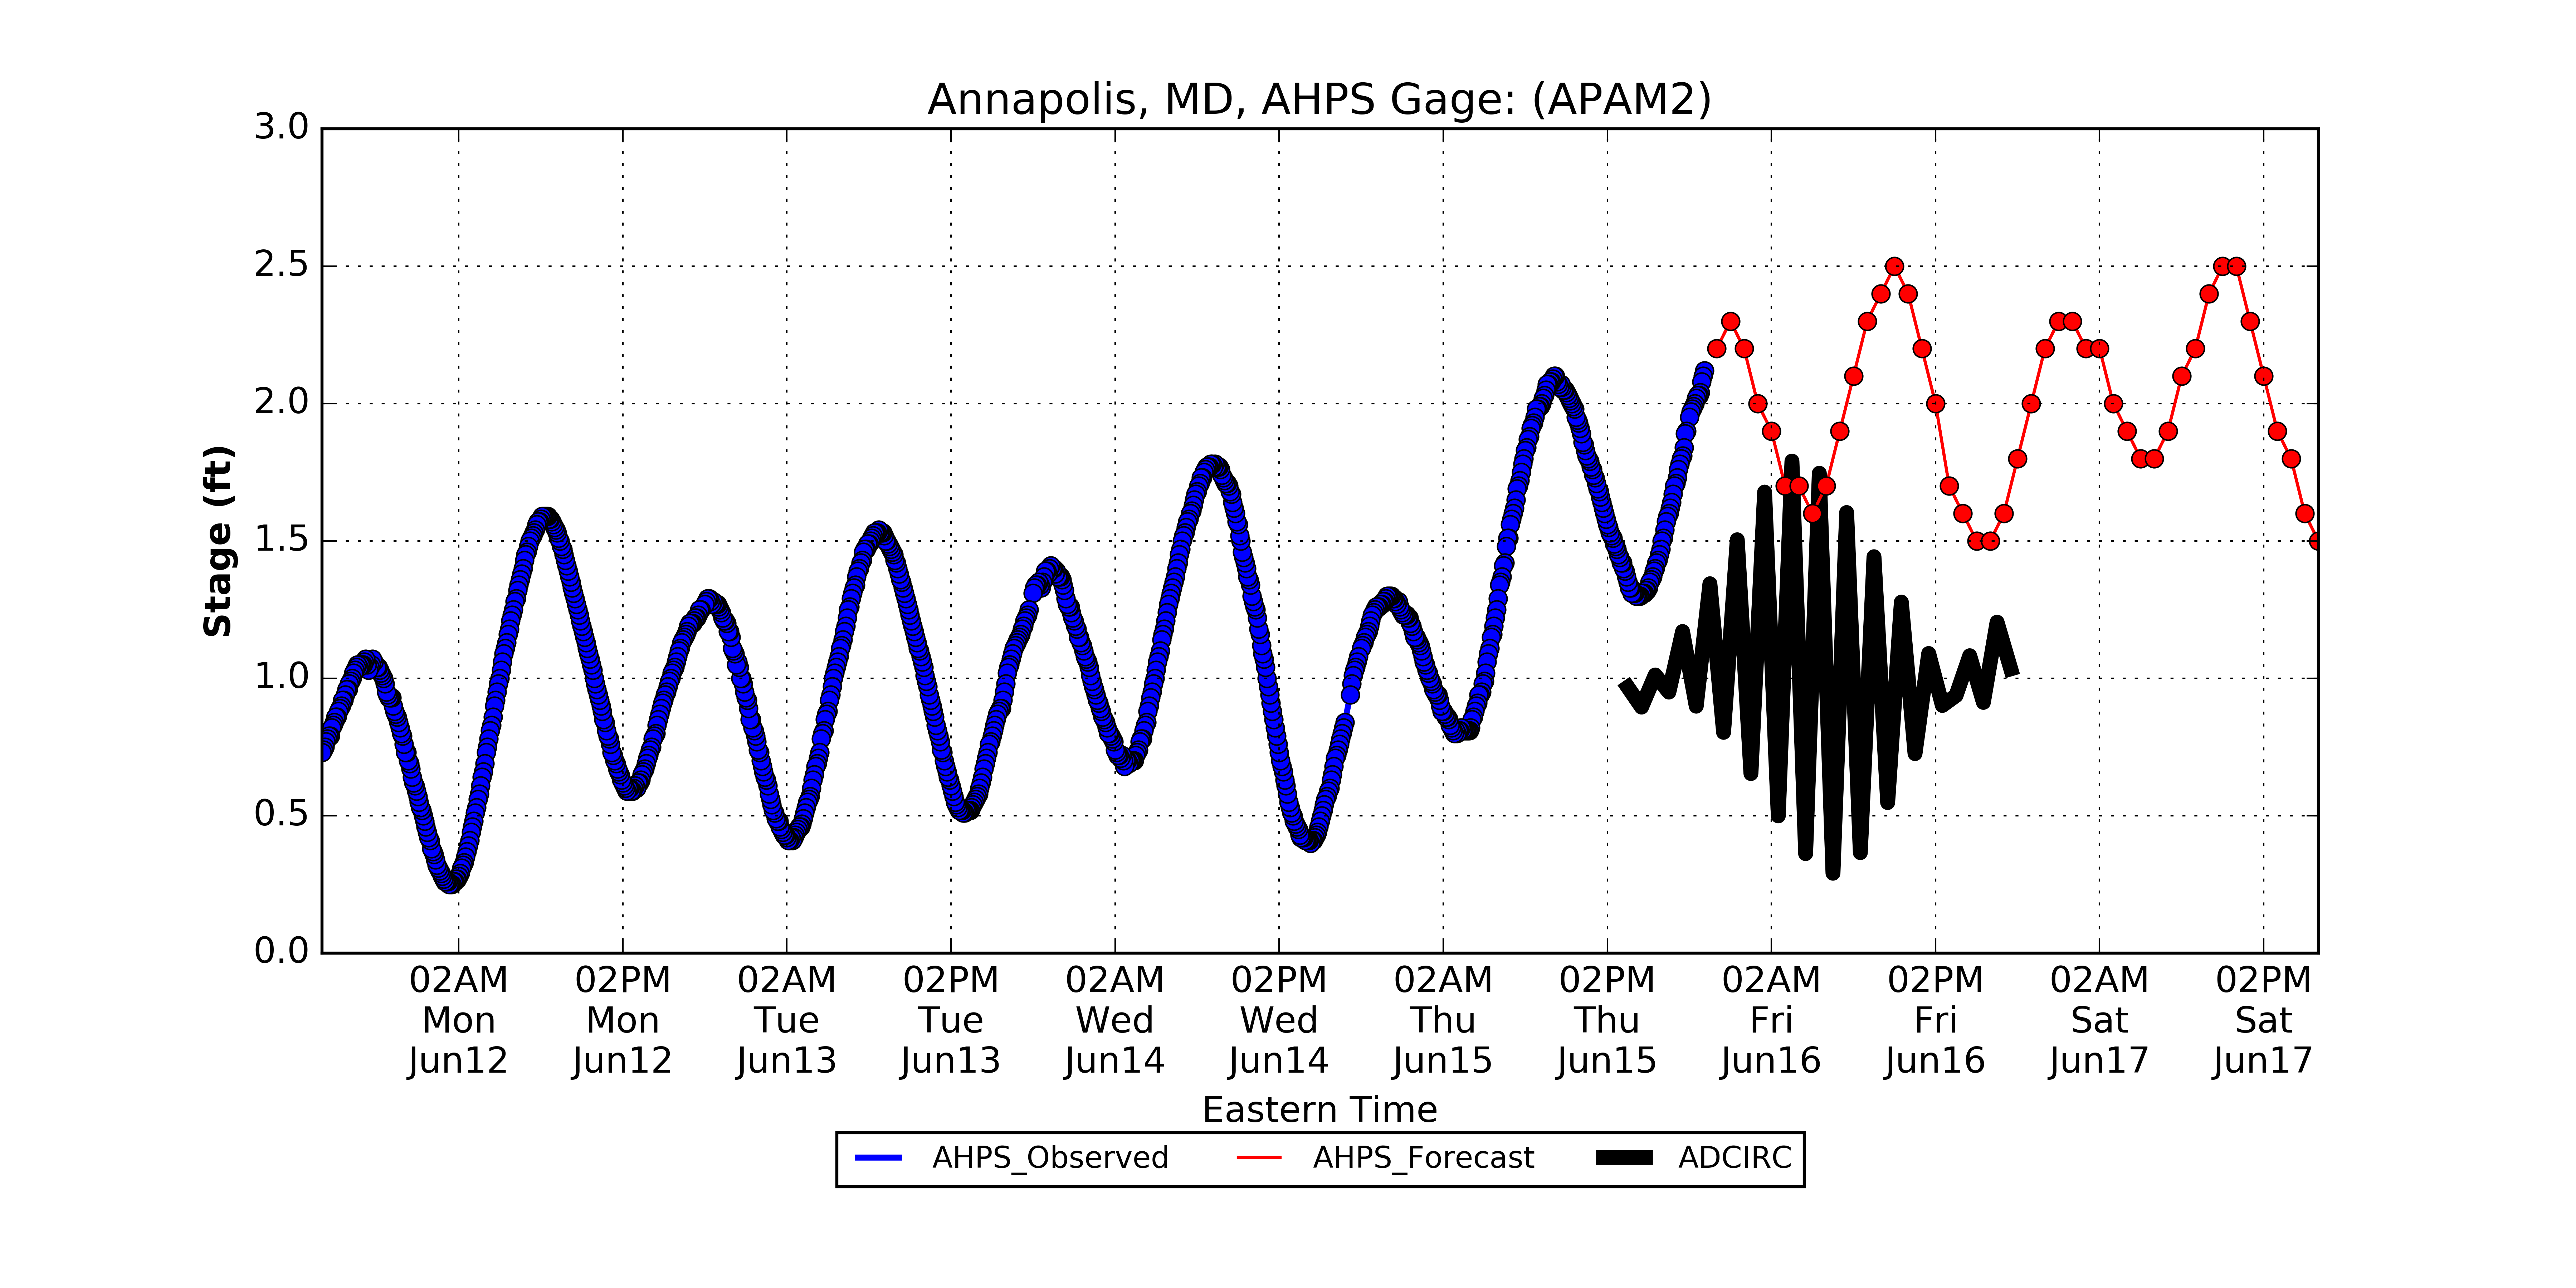 Annapolis, MD, AHPS Gage: (APAM2)
3.0
2.5
2.0
1.5
1.0
0.5
0.0
Stage (ft)
02AM 02PM 02AM 02PM 02AM 02PM 02AM 02PM 02AM 02PM 02AM 02PM
Mon Mon Tue Tue Wed Wed Thu Thu Fri Fri Sat Sat
Jun12 Jun12 Jun13 Jun13 Jun14 Jun14 Jun15 Jun15 Jun16 Jun16 Jun17 Jun17
Eastern Time
AHPS_Observed AHPS_Forecast ADCIRC